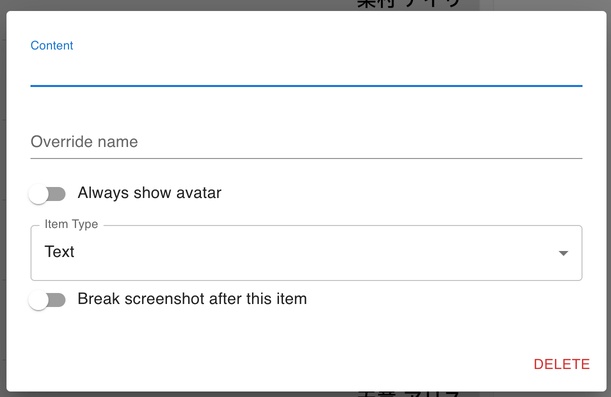 Content
Override name
Always show avatar
Item Type
Text
Break screenshot after this item
DELETE